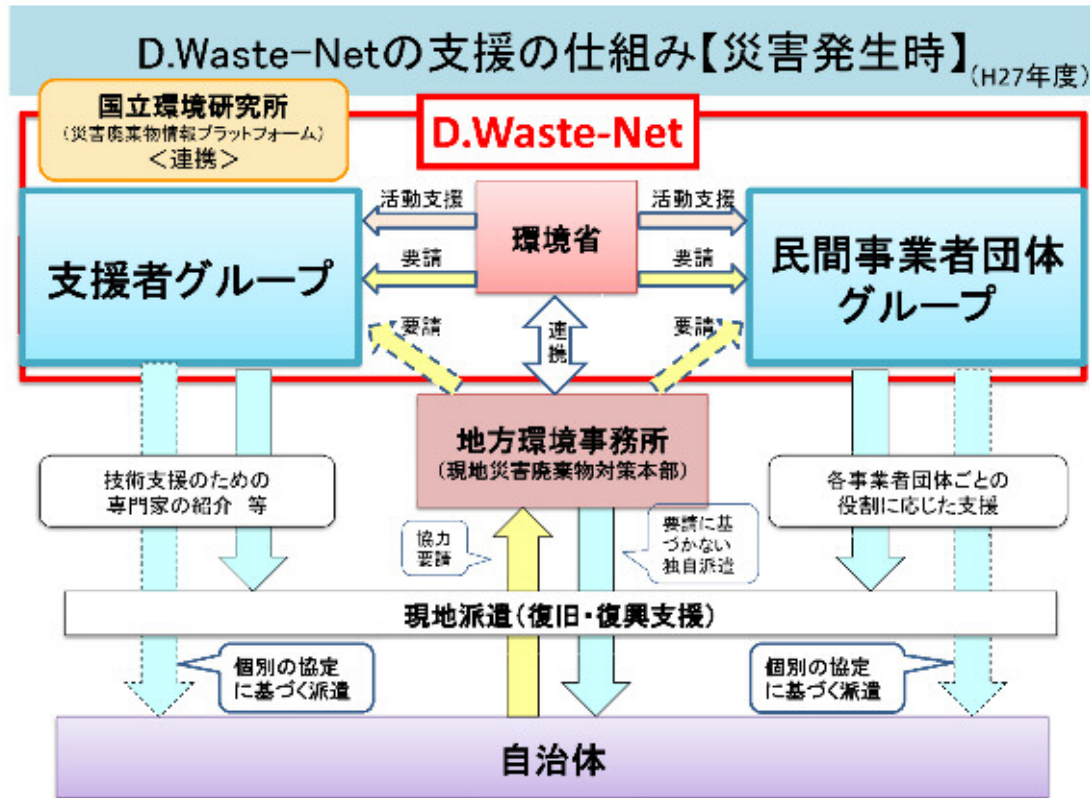 D.Waste-Netの支援の仕組み【災害発生時】
(H27年度)
国立環境研究所
(災害廃棄物情報プラットフォーム)
<連携>
D.Waste-Net
活動支援
活動支援
環境省
支援者グループ
要請
要請
民間事業者団体
グループ
要請
連携
要請
地方環境事務所
(現地災害廃棄物対策本部)
技術支援のための
専門家の紹介 等
各事業者団体ごとの
役割に応じた支援
協力
要請
要請に基
づかない
独自派遣
現地派遣(復旧・復興支援)
個別の協定
に基づく派遣
個別の協定
に基づく派遣
自治体